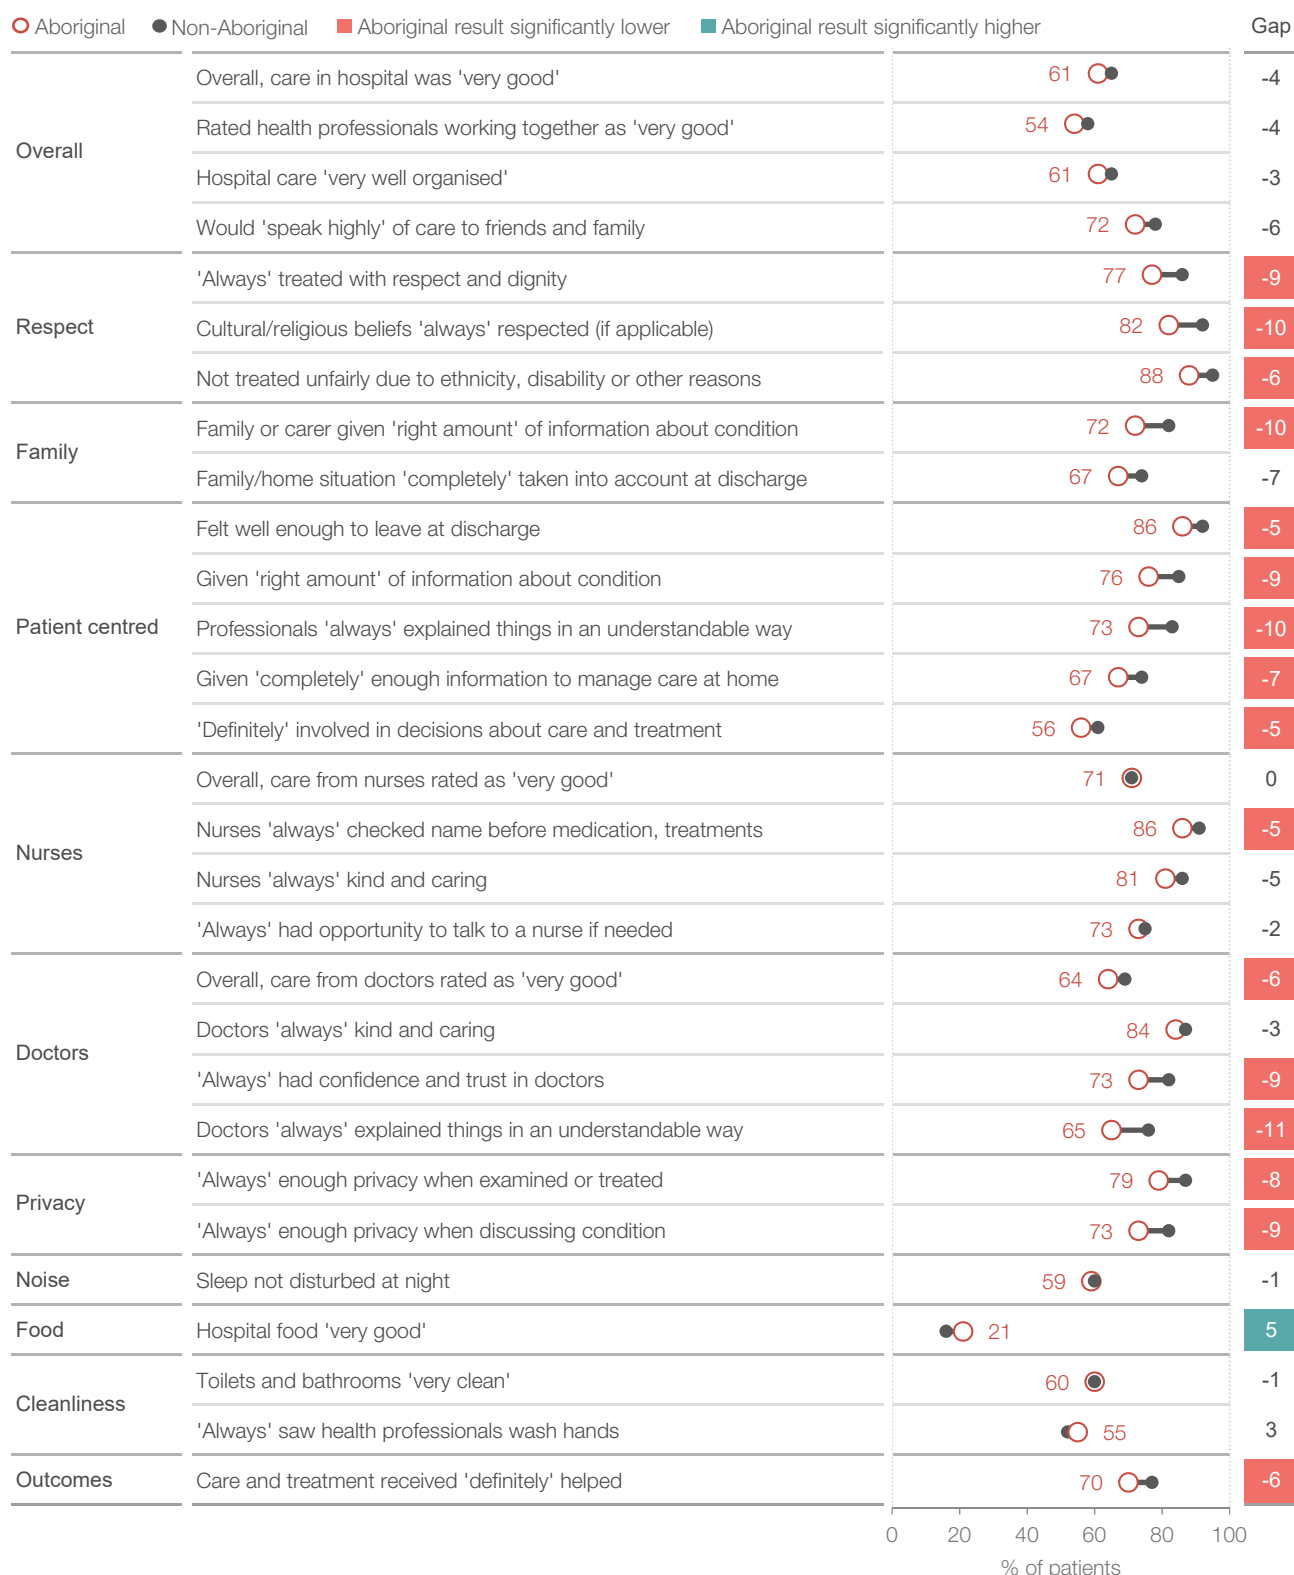 Aboriginal Non-Aboriginal Aboriginal result significantly lower Aboriginal result significantly higher Gap
Overall
Overall, care in hospital was 'very good' 61 -4
Rated health professionals working together as 'very good' 54 -4
Hospital care 'very well organised' 61 -3
Would 'speak highly' of care to friends and family 72 -6
Respect
'Always' treated with respect and dignity 77 -9
Cultural/religious beliefs 'always' respected (if applicable) 82 -10
Not treated unfairly due to ethnicity, disability or other reasons 88 -6
Family
Family or carer given 'right amount' of information about condition 72 -10
Family/home situation 'completely' taken into account at discharge 67 -7
Patient centred
Felt well enough to leave at discharge 86 -5
Given 'right amount' of information about condition 76 -9
Professionals 'always' explained things in an understandable way 73 -10
Given 'completely' enough information to manage care at home 67 -7
'Definitely' involved in decisions about care and treatment 56 -5
Nurses
Overall, care from nurses rated as 'very good' 71 0
Nurses 'always' checked name before medication, treatments 86 -5
Nurses 'always' kind and caring 81 -5
'Always' had opportunity to talk to a nurse if needed 73 -2
Doctors
Overall, care from doctors rated as 'very good' 64 -6
Doctors 'always' kind and caring 84 -3
'Always' had confidence and trust in doctors 73 -9
Doctors 'always' explained things in an understandable way 65 -11
Privacy
'Always' enough privacy when examined or treated 79 -8
'Always' enough privacy when discussing condition 73 -9
Noise
Sleep not disturbed at night 59 -1
Food
Hospital food 'very good' 21 5
Cleanliness
Toilets and bathrooms 'very clean' 60 -1
'Always' saw health professionals wash hands 55 3
Outcomes
Care and treatment received 'definitely' helped 70 -6
0 20 40 60 80 100
% of patients